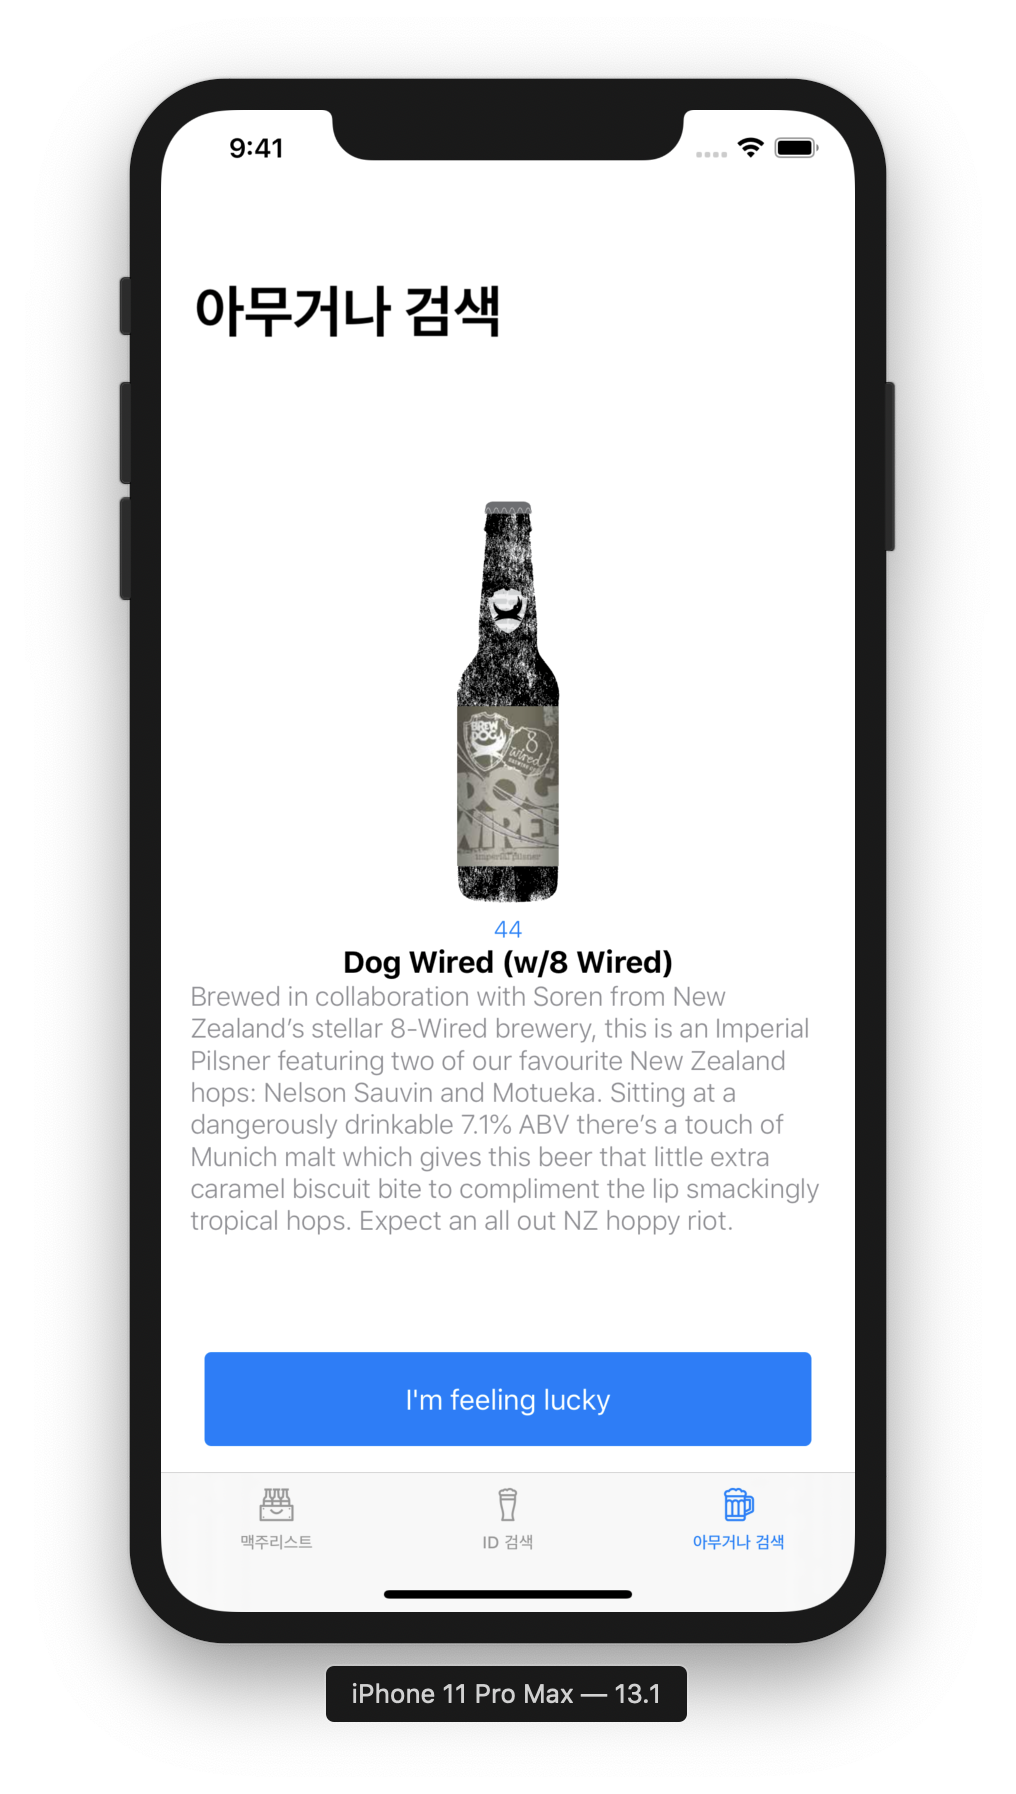 9:41
아무거나 검색
BREW
DOG
8
Wired
DOG
WIRED
imperial pilsner
44
Dog Wired (w/8 Wired)
Brewed in collaboration with Soren from New
Zealand’s stellar 8-Wired brewery, this is an Imperial
Pilsner featuring two of our favourite New Zealand
hops: Nelson Sauvin and Motueka. Sitting at a
dangerously drinkable 7.1% ABV there’s a touch of
Munich malt which gives this beer that little extra
caramel biscuit bite to compliment the lip smackingly
tropical hops. Expect an all out NZ hoppy riot.
I'm feeling lucky
맥주리스트
ID 검색
아무거나 검색
iPhone 11 Pro Max — 13.1